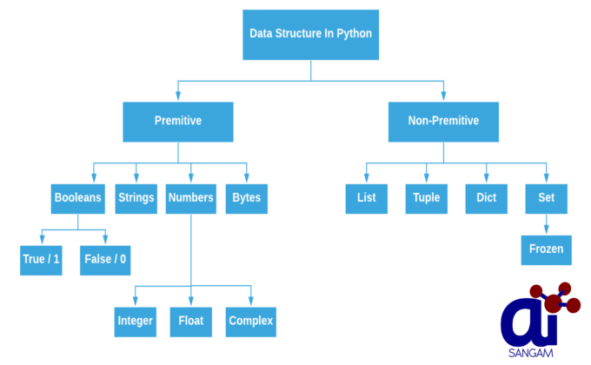 Data Structure In Python
Premitive
Non-Premitive
Booleans
Strings
Numbers
Bytes
List
Tuple
Dict
Set
True / 1
False / 0
Frozen
Integer
Float
Complex
ai
SANGAM